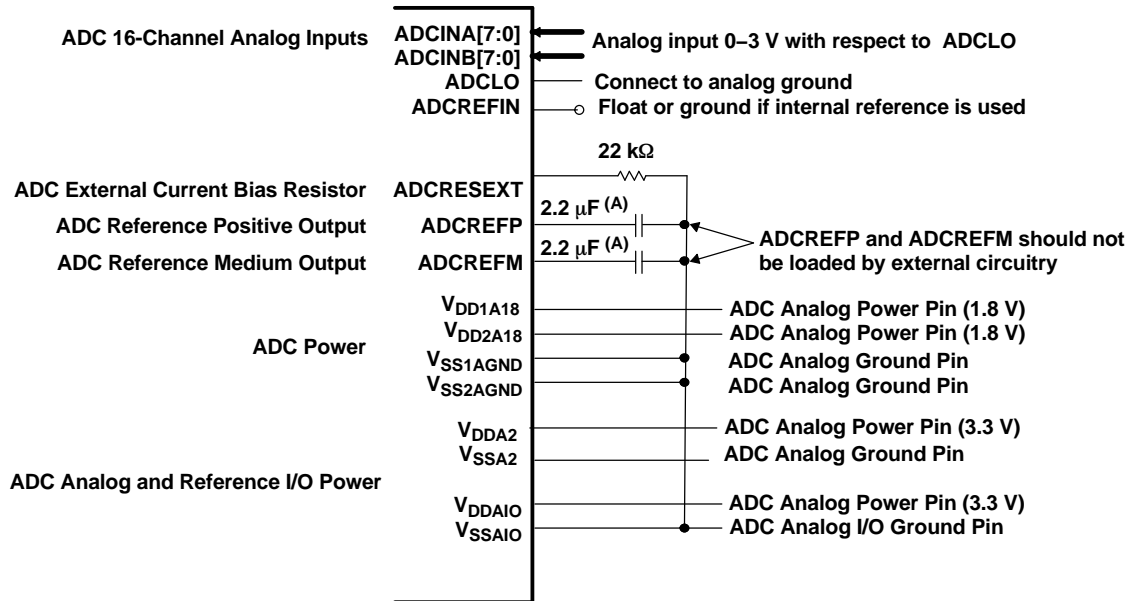 ADC 16-Channel Analog Inputs
ADCINA[7:0]
ADCINB[7:0]
Analog input 0–3 V with respect to ADCLO
ADCLO
Connect to analog ground
ADCREFIN
Float or ground if internal reference is used
22 kΩ
ADC External Current Bias Resistor
ADCRESEXT
ADC Reference Positive Output
ADCREFP
2.2 μF (A)
ADC Reference Medium Output
ADCREFM
2.2 μF (A)
ADCREFP and ADCREFM should not
be loaded by external circuitry
ADC Power
VDD1A18
ADC Analog Power Pin (1.8 V)
VDD2A18
ADC Analog Power Pin (1.8 V)
VSS1AGND
ADC Analog Ground Pin
VSS2AGND
ADC Analog Ground Pin
ADC Analog and Reference I/O Power
VDDA2
ADC Analog Power Pin (3.3 V)
VSSA2
ADC Analog Ground Pin
VDDAIO
ADC Analog Power Pin (3.3 V)
VSSAIO
ADC Analog I/O Ground Pin